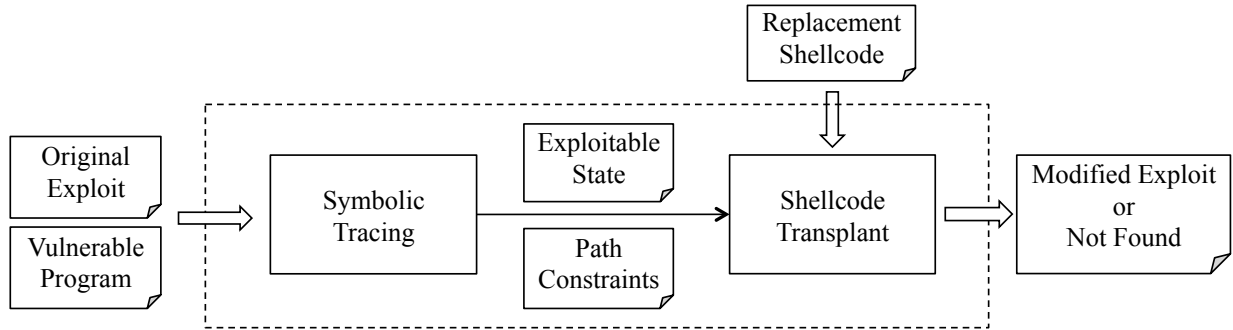 Replacement
Shellcode
Original
Exploit
Vulnerable
Program
Symbolic
Tracing
Exploitable
State
Path
Constraints
Shellcode
Transplant
Modified Exploit
or
Not Found